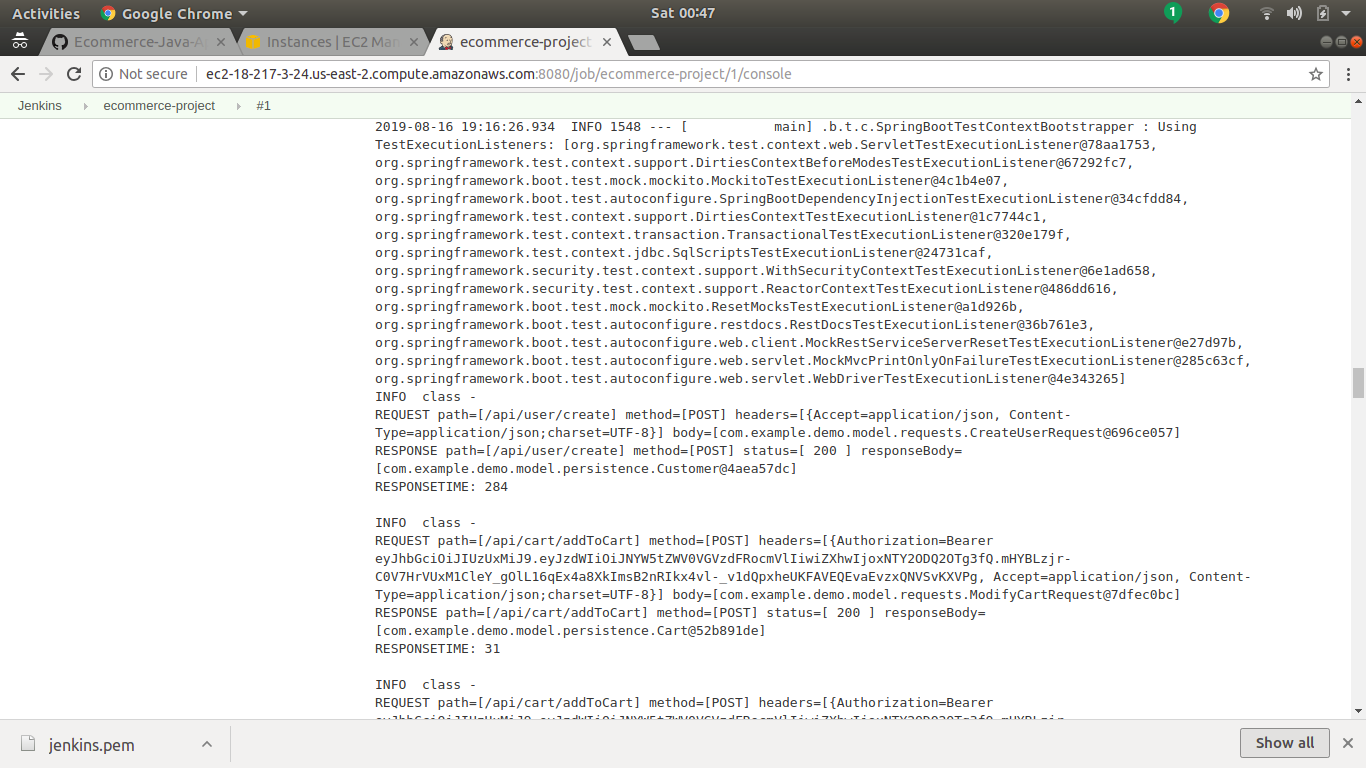 Activities Google Chrome Sat 00:47 1
Ecommerce-Java-A Instances | EC2 Man ecommerce-project
Not secure ec2-18-217-3-24.us-east-2.compute.amazonaws.com:8080/job/ecommerce-project/1/console
Jenkins ecommerce-project #1
2019-08-16 19:16:26.934  INFO 1548 --- [           main] .b.t.c.SpringBootTestContextBootstrapper : Using
TestExecutionListeners: [org.springframework.test.context.web.ServletTestExecutionListener@78aa1753,
org.springframework.test.context.support.DirtiesContextBeforeModesTestExecutionListener@67292fc7,
org.springframework.boot.test.mock.mockito.MockitoTestExecutionListener@4c1b4e07,
org.springframework.boot.test.autoconfigure.SpringBootDependencyInjectionTestExecutionListener@34cfdd84,
org.springframework.test.context.support.DirtiesContextTestExecutionListener@1c7744c1,
org.springframework.test.context.transaction.TransactionalTestExecutionListener@320e179f,
org.springframework.test.context.jdbc.SqlScriptsTestExecutionListener@24731caf,
org.springframework.security.test.context.support.WithSecurityContextTestExecutionListener@6e1ad658,
org.springframework.security.test.context.support.ReactorContextTestExecutionListener@486dd616,
org.springframework.boot.test.mock.mockito.ResetMocksTestExecutionListener@a1d926b,
org.springframework.boot.test.autoconfigure.restdocs.RestDocsTestExecutionListener@36b761e3,
org.springframework.boot.test.autoconfigure.web.client.MockRestServiceServerResetTestExecutionListener@e27d97b,
org.springframework.boot.test.autoconfigure.web.servlet.MockMvcPrintOnlyOnFailureTestExecutionListener@285c63cf,
org.springframework.boot.test.autoconfigure.web.servlet.WebDriverTestExecutionListener@4e343265]
INFO  class -
REQUEST path=[/api/user/create] method=[POST] headers=[{Accept=application/json, Content-
Type=application/json;charset=UTF-8}] body=[com.example.demo.model.requests.CreateUserRequest@696ce057]
RESPONSE path=[/api/user/create] method=[POST] status=[ 200 ] responseBody=
[com.example.demo.model.persistence.Customer@4aea57dc]
RESPONSETIME: 284
INFO  class -
REQUEST path=[/api/cart/addToCart] method=[POST] headers=[{Authorization=Bearer
eyJhbGciOiJIUzUxMiJ9.eyJzdWIiOiJNYW5tZWV0VGVzdFRocmVlIiwiZXhwIjoxNTY2ODQ2OTg3fQ.mHYBLzjr-
C0V7HrVUxM1CleY_gOlL16qEx4a8XkImsB2nRIkx4vl-_v1dQpxheUKFAVEQEvaEvzxQNVSvKXVPg, Accept=application/json, Content-
Type=application/json;charset=UTF-8}] body=[com.example.demo.model.requests.ModifyCartRequest@7dfec0bc]
RESPONSE path=[/api/cart/addToCart] method=[POST] status=[ 200 ] responseBody=
[com.example.demo.model.persistence.Cart@52b891de]
RESPONSETIME: 31
INFO  class -
REQUEST path=[/api/cart/addToCart] method=[POST] headers=[{Authorization=Bearer
jenkins.pem Show all